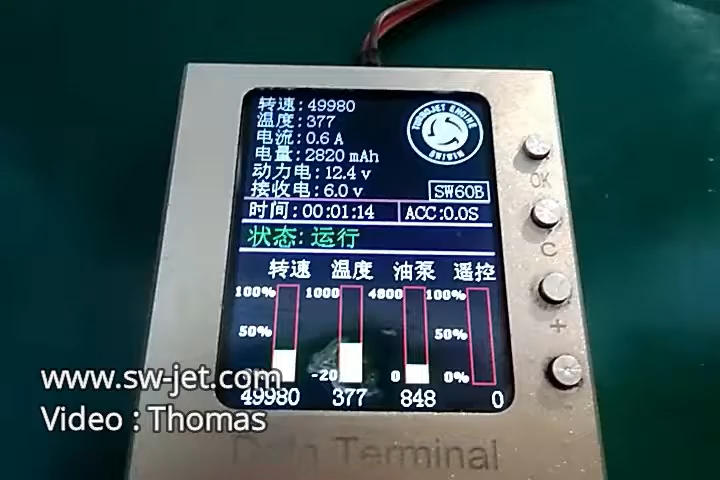 转速:49980
温度:377
电流:0.6 A
电量:2820 mAh
动力电:12.4 v
接收电:6.0 v
TURBOJET ENGINE
SW60B
时间:00:01:14
ACC:0.0S
状态:运行
转速 温度 油泵 遥控
100% 1000 4800 100%
50% 50%
-20 0 0%
49980 377 848 0
OK
C
+
www.sw-jet.com
Video : Thomas
Data Terminal